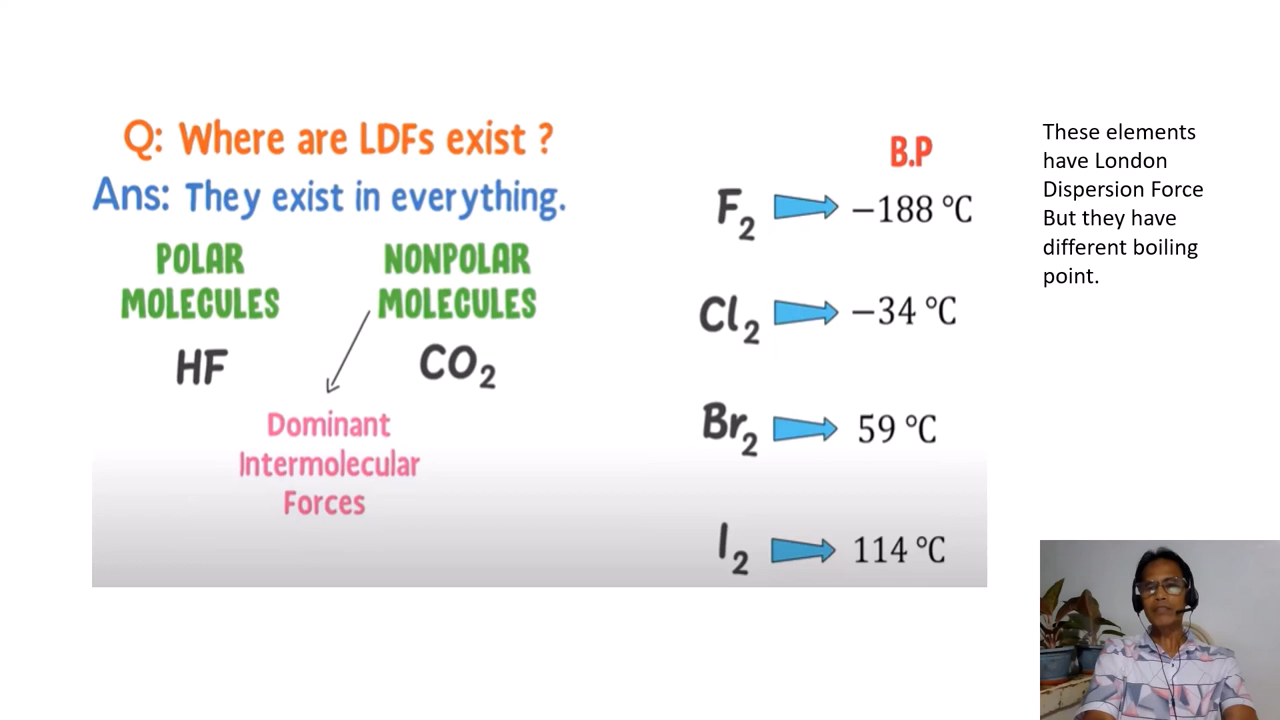 Q: Where are LDFs exist ?
Ans: They exist in everything.
POLAR
MOLECULES
HF
NONPOLAR
MOLECULES
CO₂
Dominant
Intermolecular
Forces
B.P
F₂ −188 °C
Cl₂ −34 °C
Br₂ 59 °C
I₂ 114 °C
These elements
have London
Dispersion Force
But they have
different boiling
point.